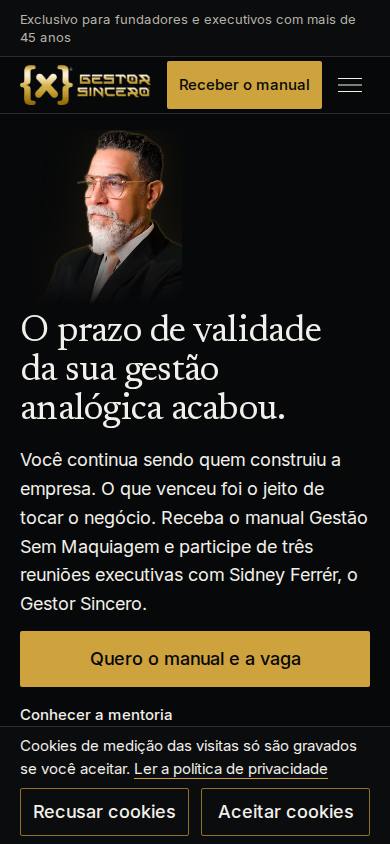 Exclusivo para fundadores e executivos com mais de
45 anos
{x} GESTOR
SINCERO
Receber o manual
O prazo de validade
da sua gestão
analógica acabou.
Você continua sendo quem construiu a
empresa. O que venceu foi o jeito de
tocar o negócio. Receba o manual Gestão
Sem Maquiagem e participe de três
reuniões executivas com Sidney Ferrér, o
Gestor Sincero.
Quero o manual e a vaga
Conhecer a mentoria
Cookies de medição das visitas só são gravados
se você aceitar. Ler a política de privacidade
Recusar cookies
Aceitar cookies